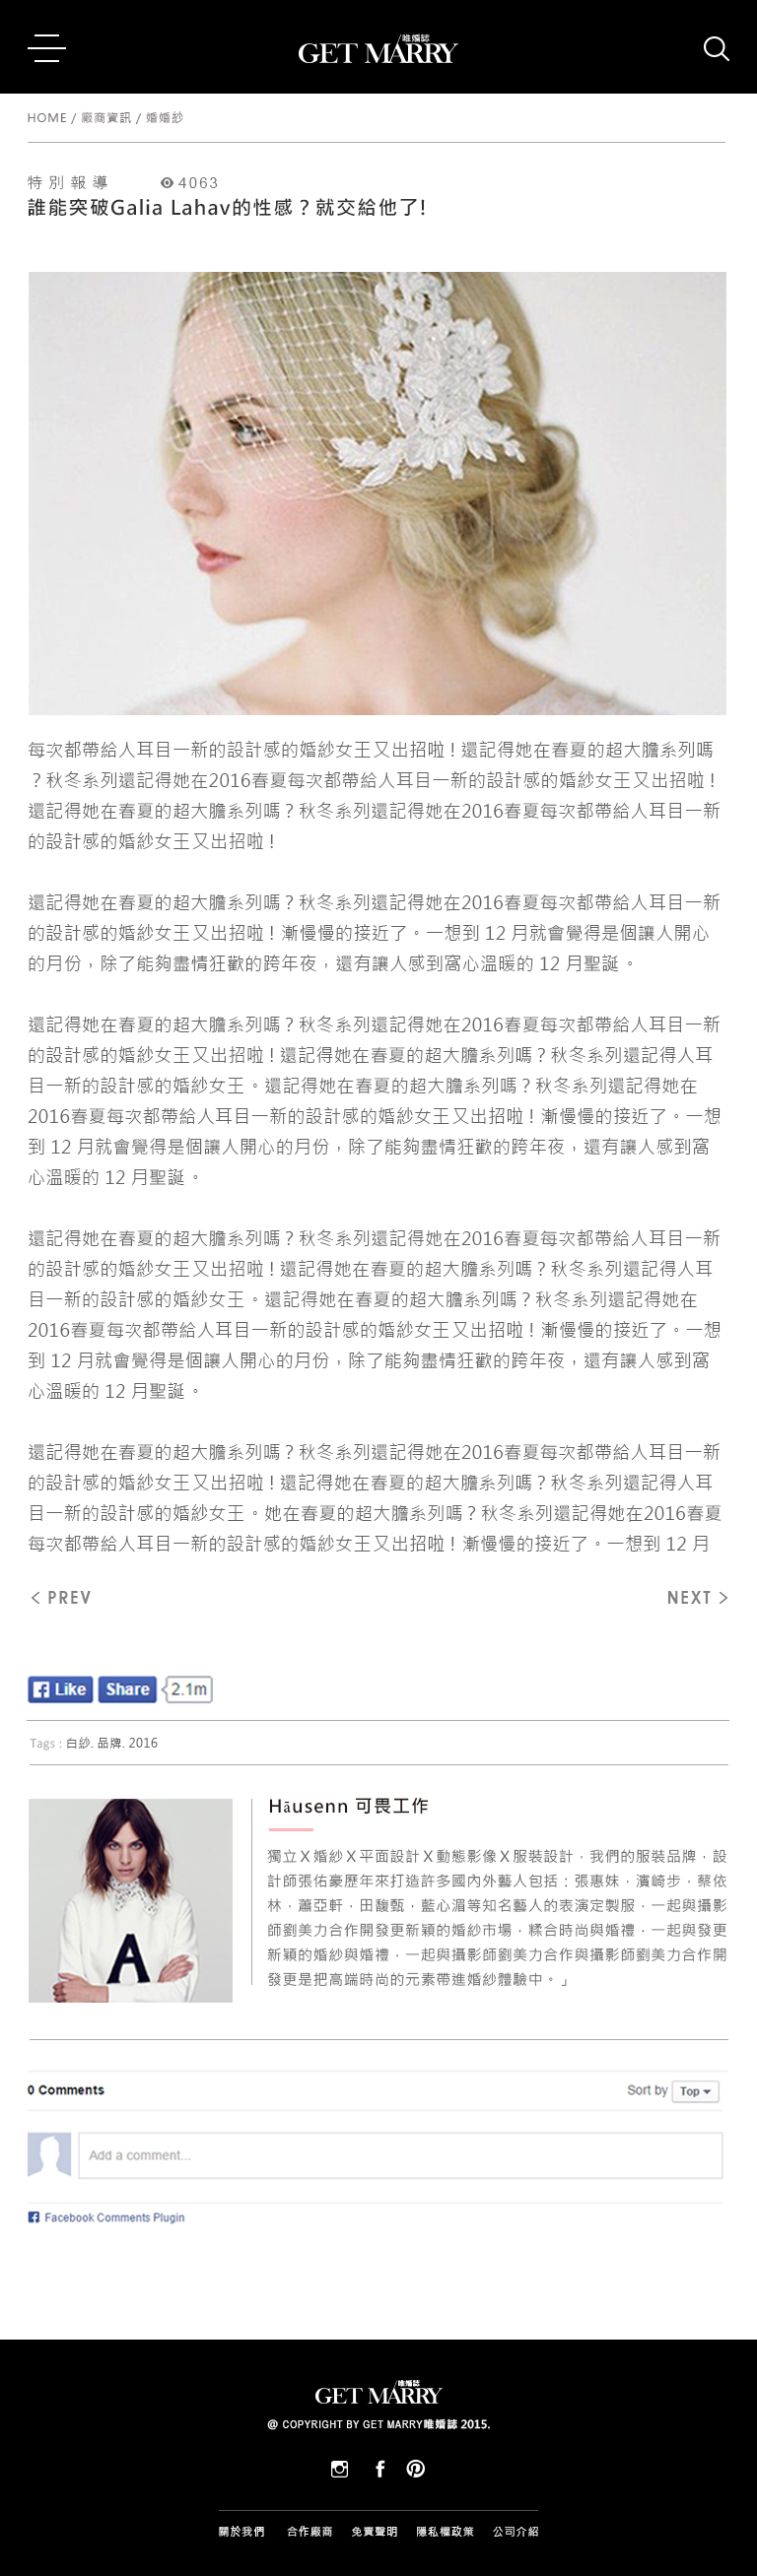 /唯婚誌
GET MARRY
HOME / 廠商資訊 / 婚婚紗
特別報導 4063
誰能突破Galia Lahav的性感？就交給他了!
每次都帶給人耳目一新的設計感的婚紗女王又出招啦！還記得她在春夏的超大膽系列嗎
？秋冬系列還記得她在2016春夏每次都帶給人耳目一新的設計感的婚紗女王又出招啦！
還記得她在春夏的超大膽系列嗎？秋冬系列還記得她在2016春夏每次都帶給人耳目一新
的設計感的婚紗女王又出招啦！
還記得她在春夏的超大膽系列嗎？秋冬系列還記得她在2016春夏每次都帶給人耳目一新
的設計感的婚紗女王又出招啦！漸慢慢的接近了。一想到 12 月就會覺得是個讓人開心
的月份，除了能夠盡情狂歡的跨年夜，還有讓人感到窩心溫暖的 12 月聖誕。
還記得她在春夏的超大膽系列嗎？秋冬系列還記得她在2016春夏每次都帶給人耳目一新
的設計感的婚紗女王又出招啦！還記得她在春夏的超大膽系列嗎？秋冬系列還記得人耳
目一新的設計感的婚紗女王。還記得她在春夏的超大膽系列嗎？秋冬系列還記得她在
2016春夏每次都帶給人耳目一新的設計感的婚紗女王又出招啦！漸慢慢的接近了。一想
到 12 月就會覺得是個讓人開心的月份，除了能夠盡情狂歡的跨年夜，還有讓人感到窩
心溫暖的 12 月聖誕。
還記得她在春夏的超大膽系列嗎？秋冬系列還記得她在2016春夏每次都帶給人耳目一新
的設計感的婚紗女王又出招啦！還記得她在春夏的超大膽系列嗎？秋冬系列還記得人耳
目一新的設計感的婚紗女王。還記得她在春夏的超大膽系列嗎？秋冬系列還記得她在
2016春夏每次都帶給人耳目一新的設計感的婚紗女王又出招啦！漸慢慢的接近了。一想
到 12 月就會覺得是個讓人開心的月份，除了能夠盡情狂歡的跨年夜，還有讓人感到窩
心溫暖的 12 月聖誕。
還記得她在春夏的超大膽系列嗎？秋冬系列還記得她在2016春夏每次都帶給人耳目一新
的設計感的婚紗女王又出招啦！還記得她在春夏的超大膽系列嗎？秋冬系列還記得人耳
目一新的設計感的婚紗女王。她在春夏的超大膽系列嗎？秋冬系列還記得她在2016春夏
每次都帶給人耳目一新的設計感的婚紗女王又出招啦！漸慢慢的接近了。一想到 12 月
< PREV NEXT >
Like Share 2.1m
Tags : 白紗. 品牌. 2016
Hāusenn 可畏工作
獨立Ｘ婚紗Ｘ平面設計Ｘ動態影像Ｘ服裝設計，我們的服裝品牌，設
計師張佑豪歷年來打造許多國內外藝人包括：張惠妹，濱崎步，蔡依
林，蕭亞軒，田馥甄，藍心湄等知名藝人的表演定製服，一起與攝影
師劉美力合作開發更新穎的婚紗市場，糅合時尚與婚禮，一起與發更
新穎的婚紗與婚禮，一起與攝影師劉美力合作與攝影師劉美力合作開
發更是把高端時尚的元素帶進婚紗體驗中。」
A
0 Comments Sort by Top
Add a comment...
Facebook Comments Plugin
/唯婚誌
GET MARRY
@ COPYRIGHT BY GET MARRY唯婚誌 2015.
關於我們 合作廠商 免責聲明 隱私權政策 公司介紹